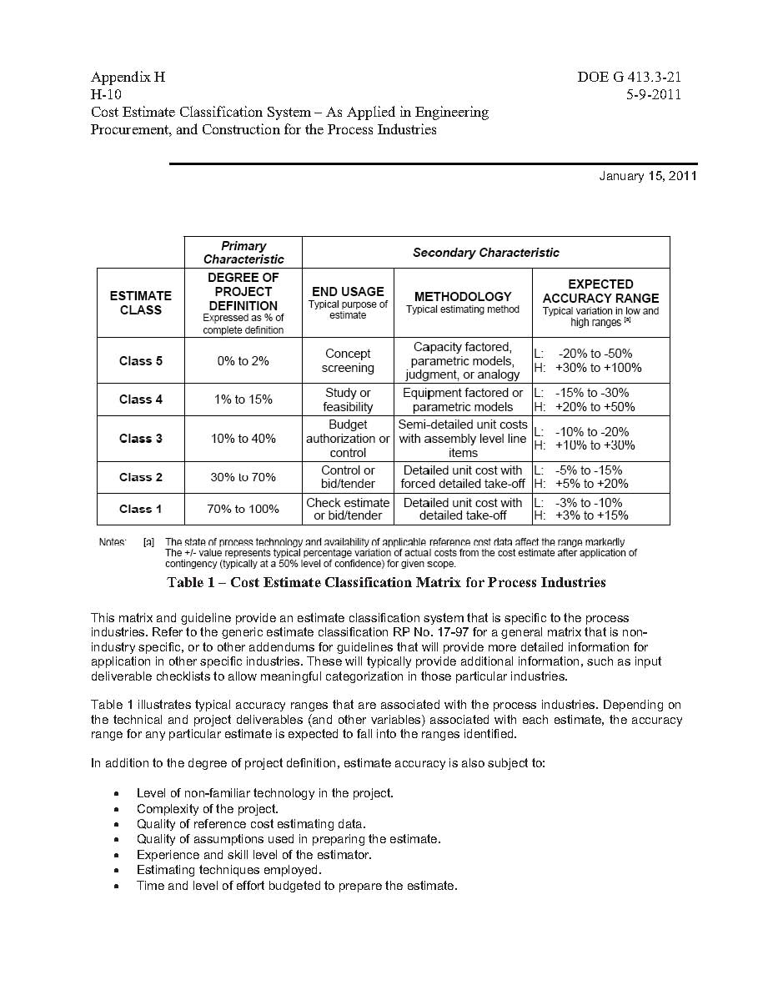 Appendix H DOE G 413.3-21
H-10 5-9-2011
Cost Estimate Classification System – As Applied in Engineering
Procurement, and Construction for the Process Industries
January 15, 2011
Primary
Characteristic
Secondary Characteristic
ESTIMATE
CLASS
DEGREE OF
PROJECT
DEFINITION
Expressed as % of
complete definition
END USAGE
Typical purpose of
estimate
METHODOLOGY
Typical estimating method
EXPECTED
ACCURACY RANGE
Typical variation in low and
high ranges [a]
Class 5
0% to 2%
Concept
screening
Capacity factored,
parametric models,
judgment, or analogy
L: -20% to -50%
H: +30% to +100%
Class 4
1% to 15%
Study or
feasibility
Equipment factored or
parametric models
L: -15% to -30%
H: +20% to +50%
Class 3
10% to 40%
Budget
authorization or
control
Semi-detailed unit costs
with assembly level line
items
L: -10% to -20%
H: +10% to +30%
Class 2
30% to 70%
Control or
bid/tender
Detailed unit cost with
forced detailed take-off
L: -5% to -15%
H: +5% to +20%
Class 1
70% to 100%
Check estimate
or bid/tender
Detailed unit cost with
detailed take-off
L: -3% to -10%
H: +3% to +15%
Notes: [a] The state of process technology and availability of applicable reference cost data affect the range markedly
The +/- value represents typical percentage variation of actual costs from the cost estimate after application of
contingency (typically at a 50% level of confidence) for given scope.
Table 1 – Cost Estimate Classification Matrix for Process Industries
This matrix and guideline provide an estimate classification system that is specific to the process
industries. Refer to the generic estimate classification RP No. 17-97 for a general matrix that is non-
industry specific, or to other addendums for guidelines that will provide more detailed information for
application in other specific industries. These will typically provide additional information, such as input
deliverable checklists to allow meaningful categorization in those particular industries.
Table 1 illustrates typical accuracy ranges that are associated with the process industries. Depending on
the technical and project deliverables (and other variables) associated with each estimate, the accuracy
range for any particular estimate is expected to fall into the ranges identified.
In addition to the degree of project definition, estimate accuracy is also subject to:
• Level of non-familiar technology in the project.
• Complexity of the project.
• Quality of reference cost estimating data.
• Quality of assumptions used in preparing the estimate.
• Experience and skill level of the estimator.
• Estimating techniques employed.
• Time and level of effort budgeted to prepare the estimate.